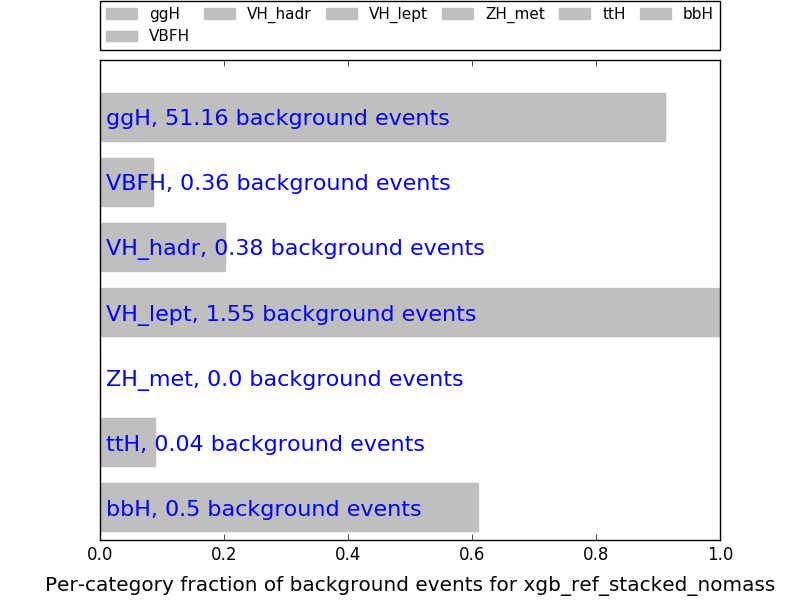 ggH VH_hadr VH_lept ZH_met ttH bbH
VBFH
ggH, 51.16 background events
VBFH, 0.36 background events
VH_hadr, 0.38 background events
VH_lept, 1.55 background events
ZH_met, 0.0 background events
ttH, 0.04 background events
bbH, 0.5 background events
0.0 0.2 0.4 0.6 0.8 1.0
Per-category fraction of background events for xgb_ref_stacked_nomass